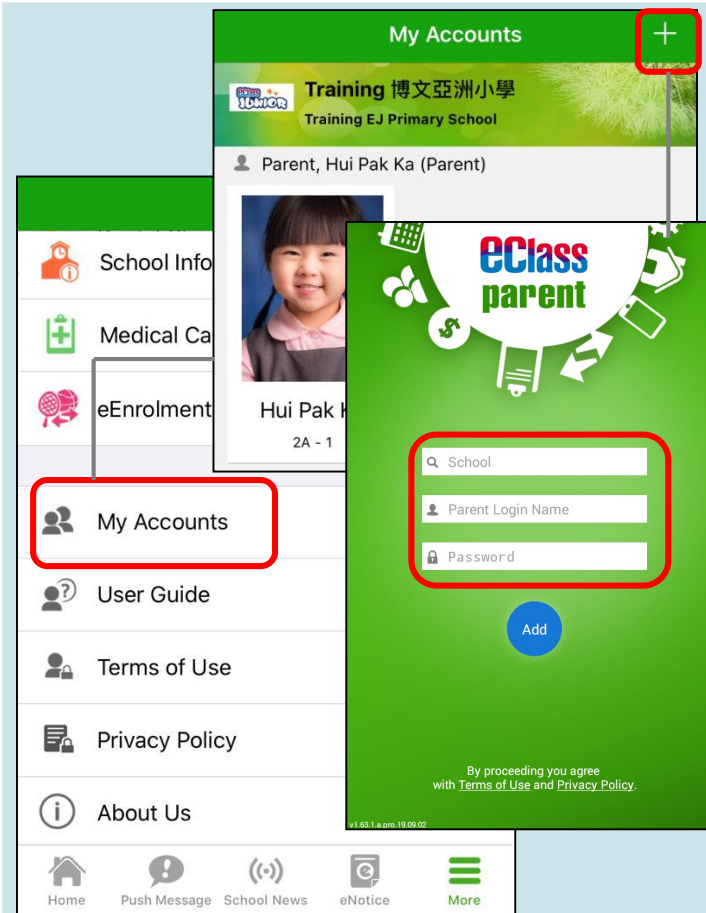 My Accounts
eClass JUNIOR
Training 博文亞洲小學
Training EJ Primary School
Parent, Hui Pak Ka (Parent)
Hui Pak
2A - 1
School Info
Medical Ca
eEnrolment
My Accounts
User Guide
Terms of Use
Privacy Policy
About Us
Home
Push Message
School News
eNotice
More
eClass
parent
School
Parent Login Name
Password
Add
By proceeding you agree
with Terms of Use and Privacy Policy.
v1.63.1.a.pro.19.09.02